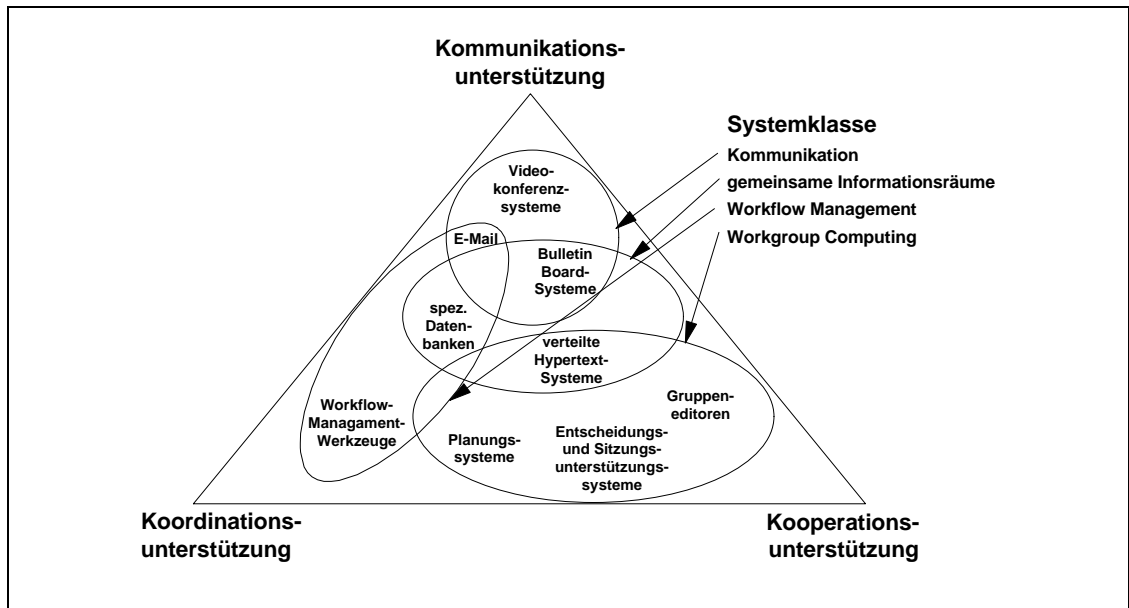 Kommunikations-
unterstützung
Systemklasse
Kommunikation
gemeinsame Informationsräume
Workflow Management
Workgroup Computing
Video-
konferenz-
systeme
E-Mail
Bulletin
Board-
Systeme
spez.
Daten-
banken
verteilte
Hypertext-
Systeme
Gruppen-
editoren
Workflow-
Managament-
Werkzeuge
Planungs-
systeme
Entscheidungs-
und Sitzungs-
unterstützungs-
systeme
Koordinations-
unterstützung
Kooperations-
unterstützung